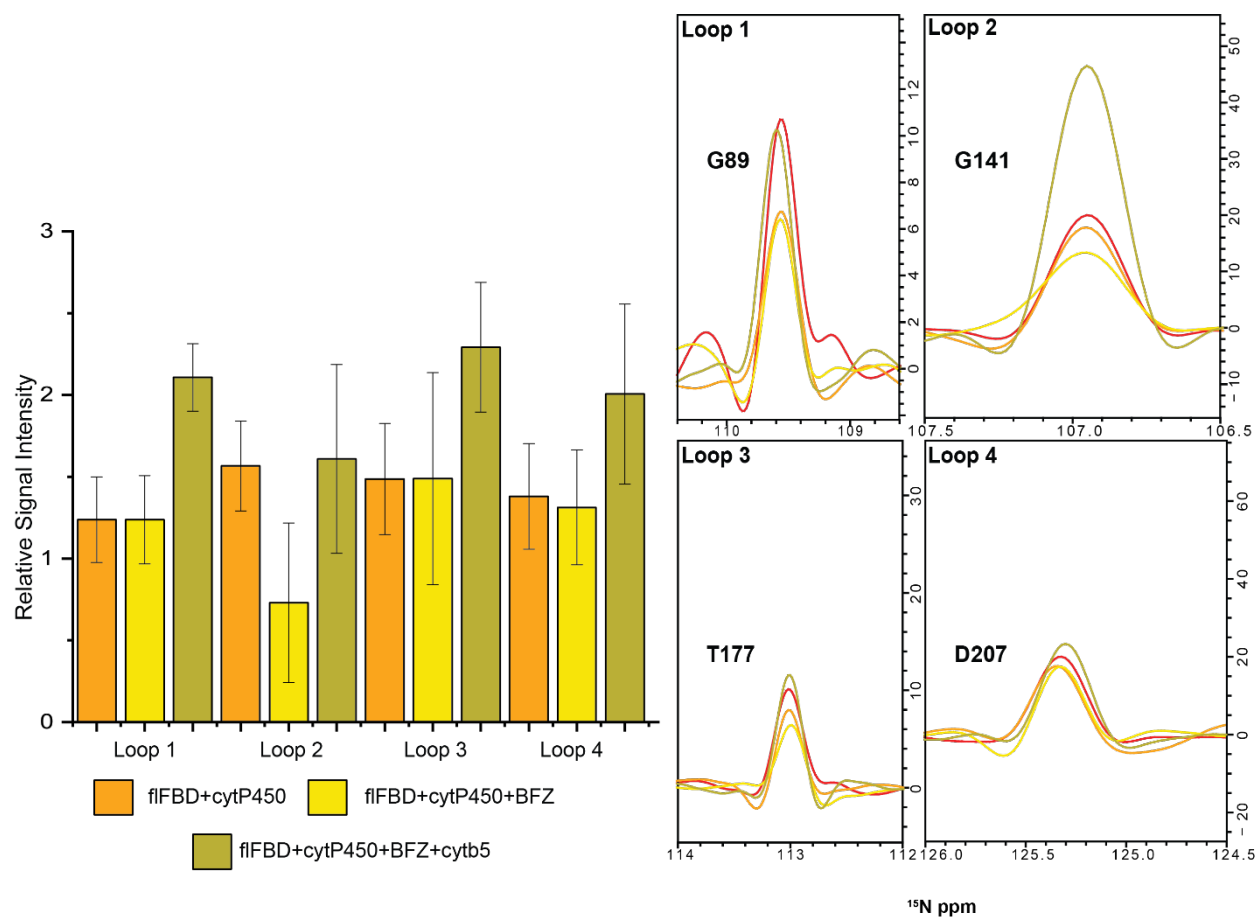 Relative Signal Intensity
3
2
1
0
Loop 1
Loop 2
Loop 3
Loop 4
flFBD+cytP450
flFBD+cytP450+BFZ
flFBD+cytP450+BFZ+cytb5
Loop 1
G89
12
10
8
6
4
2
0
110
109
Loop 2
G141
50
40
30
20
10
0
-10
107.5
107.0
106.5
Loop 3
T177
30
20
10
0
114
113
112
Loop 4
D207
60
40
20
0
-20
126.0
125.5
125.0
124.5
¹⁵N ppm